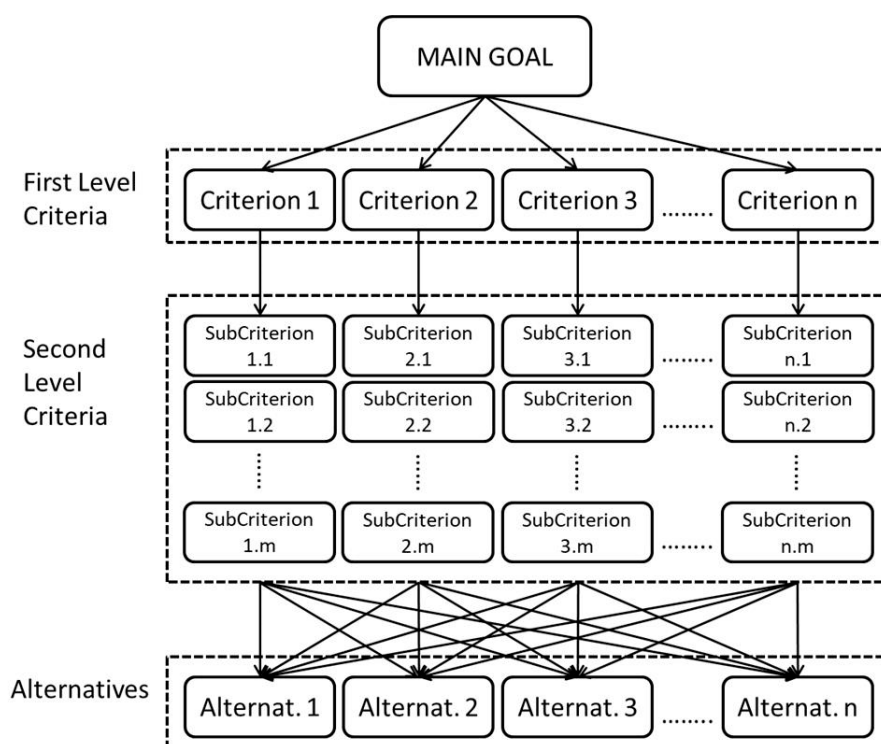 MAIN GOAL
First Level
Criteria
Criterion 1
Criterion 2
Criterion 3
........
Criterion n
Second
Level
Criteria
SubCriterion
1.1
SubCriterion
2.1
SubCriterion
3.1
........
SubCriterion
n.1
SubCriterion
1.2
SubCriterion
2.2
SubCriterion
3.2
........
SubCriterion
n.2
SubCriterion
1.m
SubCriterion
2.m
SubCriterion
3.m
........
SubCriterion
n.m
Alternatives
Alternat. 1
Alternat. 2
Alternat. 3
........
Alternat. n